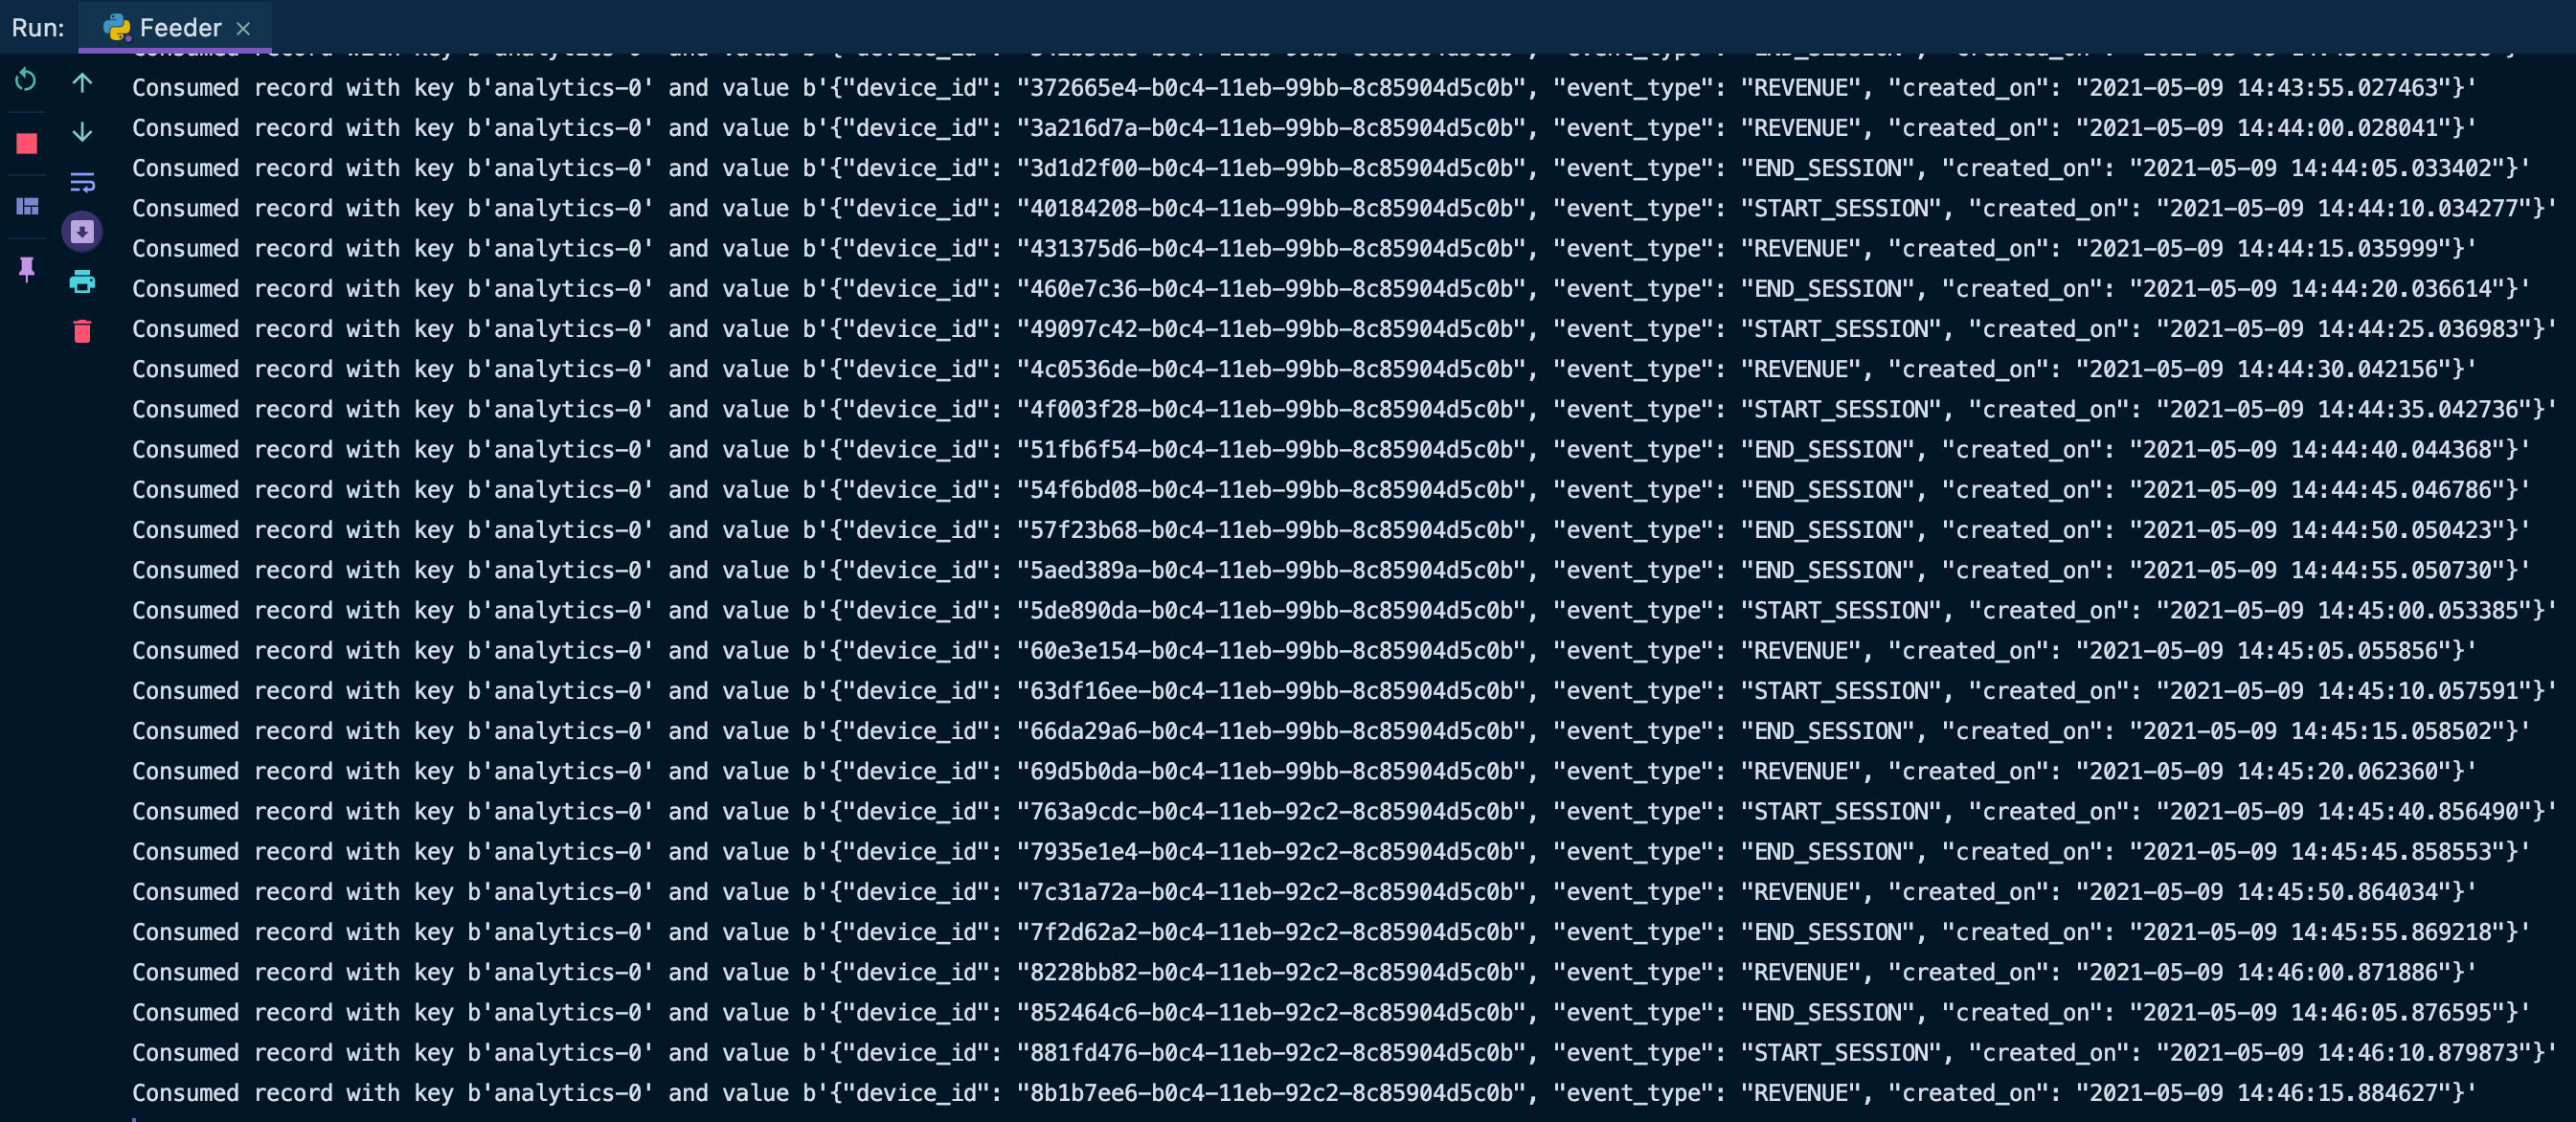 Run: Feeder ×
Consumed record with key b'analytics-0' and value b'{"device_id": "372665e4-b0c4-11eb-99bb-8c85904d5c0b", "event_type": "REVENUE", "created_on": "2021-05-09 14:43:55.027463"}'
Consumed record with key b'analytics-0' and value b'{"device_id": "3a216d7a-b0c4-11eb-99bb-8c85904d5c0b", "event_type": "REVENUE", "created_on": "2021-05-09 14:44:00.028041"}'
Consumed record with key b'analytics-0' and value b'{"device_id": "3d1d2f00-b0c4-11eb-99bb-8c85904d5c0b", "event_type": "END_SESSION", "created_on": "2021-05-09 14:44:05.033402"}'
Consumed record with key b'analytics-0' and value b'{"device_id": "40184208-b0c4-11eb-99bb-8c85904d5c0b", "event_type": "START_SESSION", "created_on": "2021-05-09 14:44:10.034277"}'
Consumed record with key b'analytics-0' and value b'{"device_id": "431375d6-b0c4-11eb-99bb-8c85904d5c0b", "event_type": "REVENUE", "created_on": "2021-05-09 14:44:15.035999"}'
Consumed record with key b'analytics-0' and value b'{"device_id": "460e7c36-b0c4-11eb-99bb-8c85904d5c0b", "event_type": "END_SESSION", "created_on": "2021-05-09 14:44:20.036614"}'
Consumed record with key b'analytics-0' and value b'{"device_id": "49097c42-b0c4-11eb-99bb-8c85904d5c0b", "event_type": "START_SESSION", "created_on": "2021-05-09 14:44:25.036983"}'
Consumed record with key b'analytics-0' and value b'{"device_id": "4c0536de-b0c4-11eb-99bb-8c85904d5c0b", "event_type": "REVENUE", "created_on": "2021-05-09 14:44:30.042156"}'
Consumed record with key b'analytics-0' and value b'{"device_id": "4f003f28-b0c4-11eb-99bb-8c85904d5c0b", "event_type": "START_SESSION", "created_on": "2021-05-09 14:44:35.042736"}'
Consumed record with key b'analytics-0' and value b'{"device_id": "51fb6f54-b0c4-11eb-99bb-8c85904d5c0b", "event_type": "END_SESSION", "created_on": "2021-05-09 14:44:40.044368"}'
Consumed record with key b'analytics-0' and value b'{"device_id": "54f6bd08-b0c4-11eb-99bb-8c85904d5c0b", "event_type": "END_SESSION", "created_on": "2021-05-09 14:44:45.046786"}'
Consumed record with key b'analytics-0' and value b'{"device_id": "57f23b68-b0c4-11eb-99bb-8c85904d5c0b", "event_type": "END_SESSION", "created_on": "2021-05-09 14:44:50.050423"}'
Consumed record with key b'analytics-0' and value b'{"device_id": "5aed389a-b0c4-11eb-99bb-8c85904d5c0b", "event_type": "END_SESSION", "created_on": "2021-05-09 14:44:55.050730"}'
Consumed record with key b'analytics-0' and value b'{"device_id": "5de890da-b0c4-11eb-99bb-8c85904d5c0b", "event_type": "START_SESSION", "created_on": "2021-05-09 14:45:00.053385"}'
Consumed record with key b'analytics-0' and value b'{"device_id": "60e3e154-b0c4-11eb-99bb-8c85904d5c0b", "event_type": "REVENUE", "created_on": "2021-05-09 14:45:05.055856"}'
Consumed record with key b'analytics-0' and value b'{"device_id": "63df16ee-b0c4-11eb-99bb-8c85904d5c0b", "event_type": "START_SESSION", "created_on": "2021-05-09 14:45:10.057591"}'
Consumed record with key b'analytics-0' and value b'{"device_id": "66da29a6-b0c4-11eb-99bb-8c85904d5c0b", "event_type": "END_SESSION", "created_on": "2021-05-09 14:45:15.058502"}'
Consumed record with key b'analytics-0' and value b'{"device_id": "69d5b0da-b0c4-11eb-99bb-8c85904d5c0b", "event_type": "REVENUE", "created_on": "2021-05-09 14:45:20.062360"}'
Consumed record with key b'analytics-0' and value b'{"device_id": "763a9cdc-b0c4-11eb-92c2-8c85904d5c0b", "event_type": "START_SESSION", "created_on": "2021-05-09 14:45:40.856490"}'
Consumed record with key b'analytics-0' and value b'{"device_id": "7935e1e4-b0c4-11eb-92c2-8c85904d5c0b", "event_type": "END_SESSION", "created_on": "2021-05-09 14:45:45.858553"}'
Consumed record with key b'analytics-0' and value b'{"device_id": "7c31a72a-b0c4-11eb-92c2-8c85904d5c0b", "event_type": "REVENUE", "created_on": "2021-05-09 14:45:50.864034"}'
Consumed record with key b'analytics-0' and value b'{"device_id": "7f2d62a2-b0c4-11eb-92c2-8c85904d5c0b", "event_type": "END_SESSION", "created_on": "2021-05-09 14:45:55.869218"}'
Consumed record with key b'analytics-0' and value b'{"device_id": "8228bb82-b0c4-11eb-92c2-8c85904d5c0b", "event_type": "REVENUE", "created_on": "2021-05-09 14:46:00.871886"}'
Consumed record with key b'analytics-0' and value b'{"device_id": "852464c6-b0c4-11eb-92c2-8c85904d5c0b", "event_type": "END_SESSION", "created_on": "2021-05-09 14:46:05.876595"}'
Consumed record with key b'analytics-0' and value b'{"device_id": "881fd476-b0c4-11eb-92c2-8c85904d5c0b", "event_type": "START_SESSION", "created_on": "2021-05-09 14:46:10.879873"}'
Consumed record with key b'analytics-0' and value b'{"device_id": "8b1b7ee6-b0c4-11eb-92c2-8c85904d5c0b", "event_type": "REVENUE", "created_on": "2021-05-09 14:46:15.884627"}'